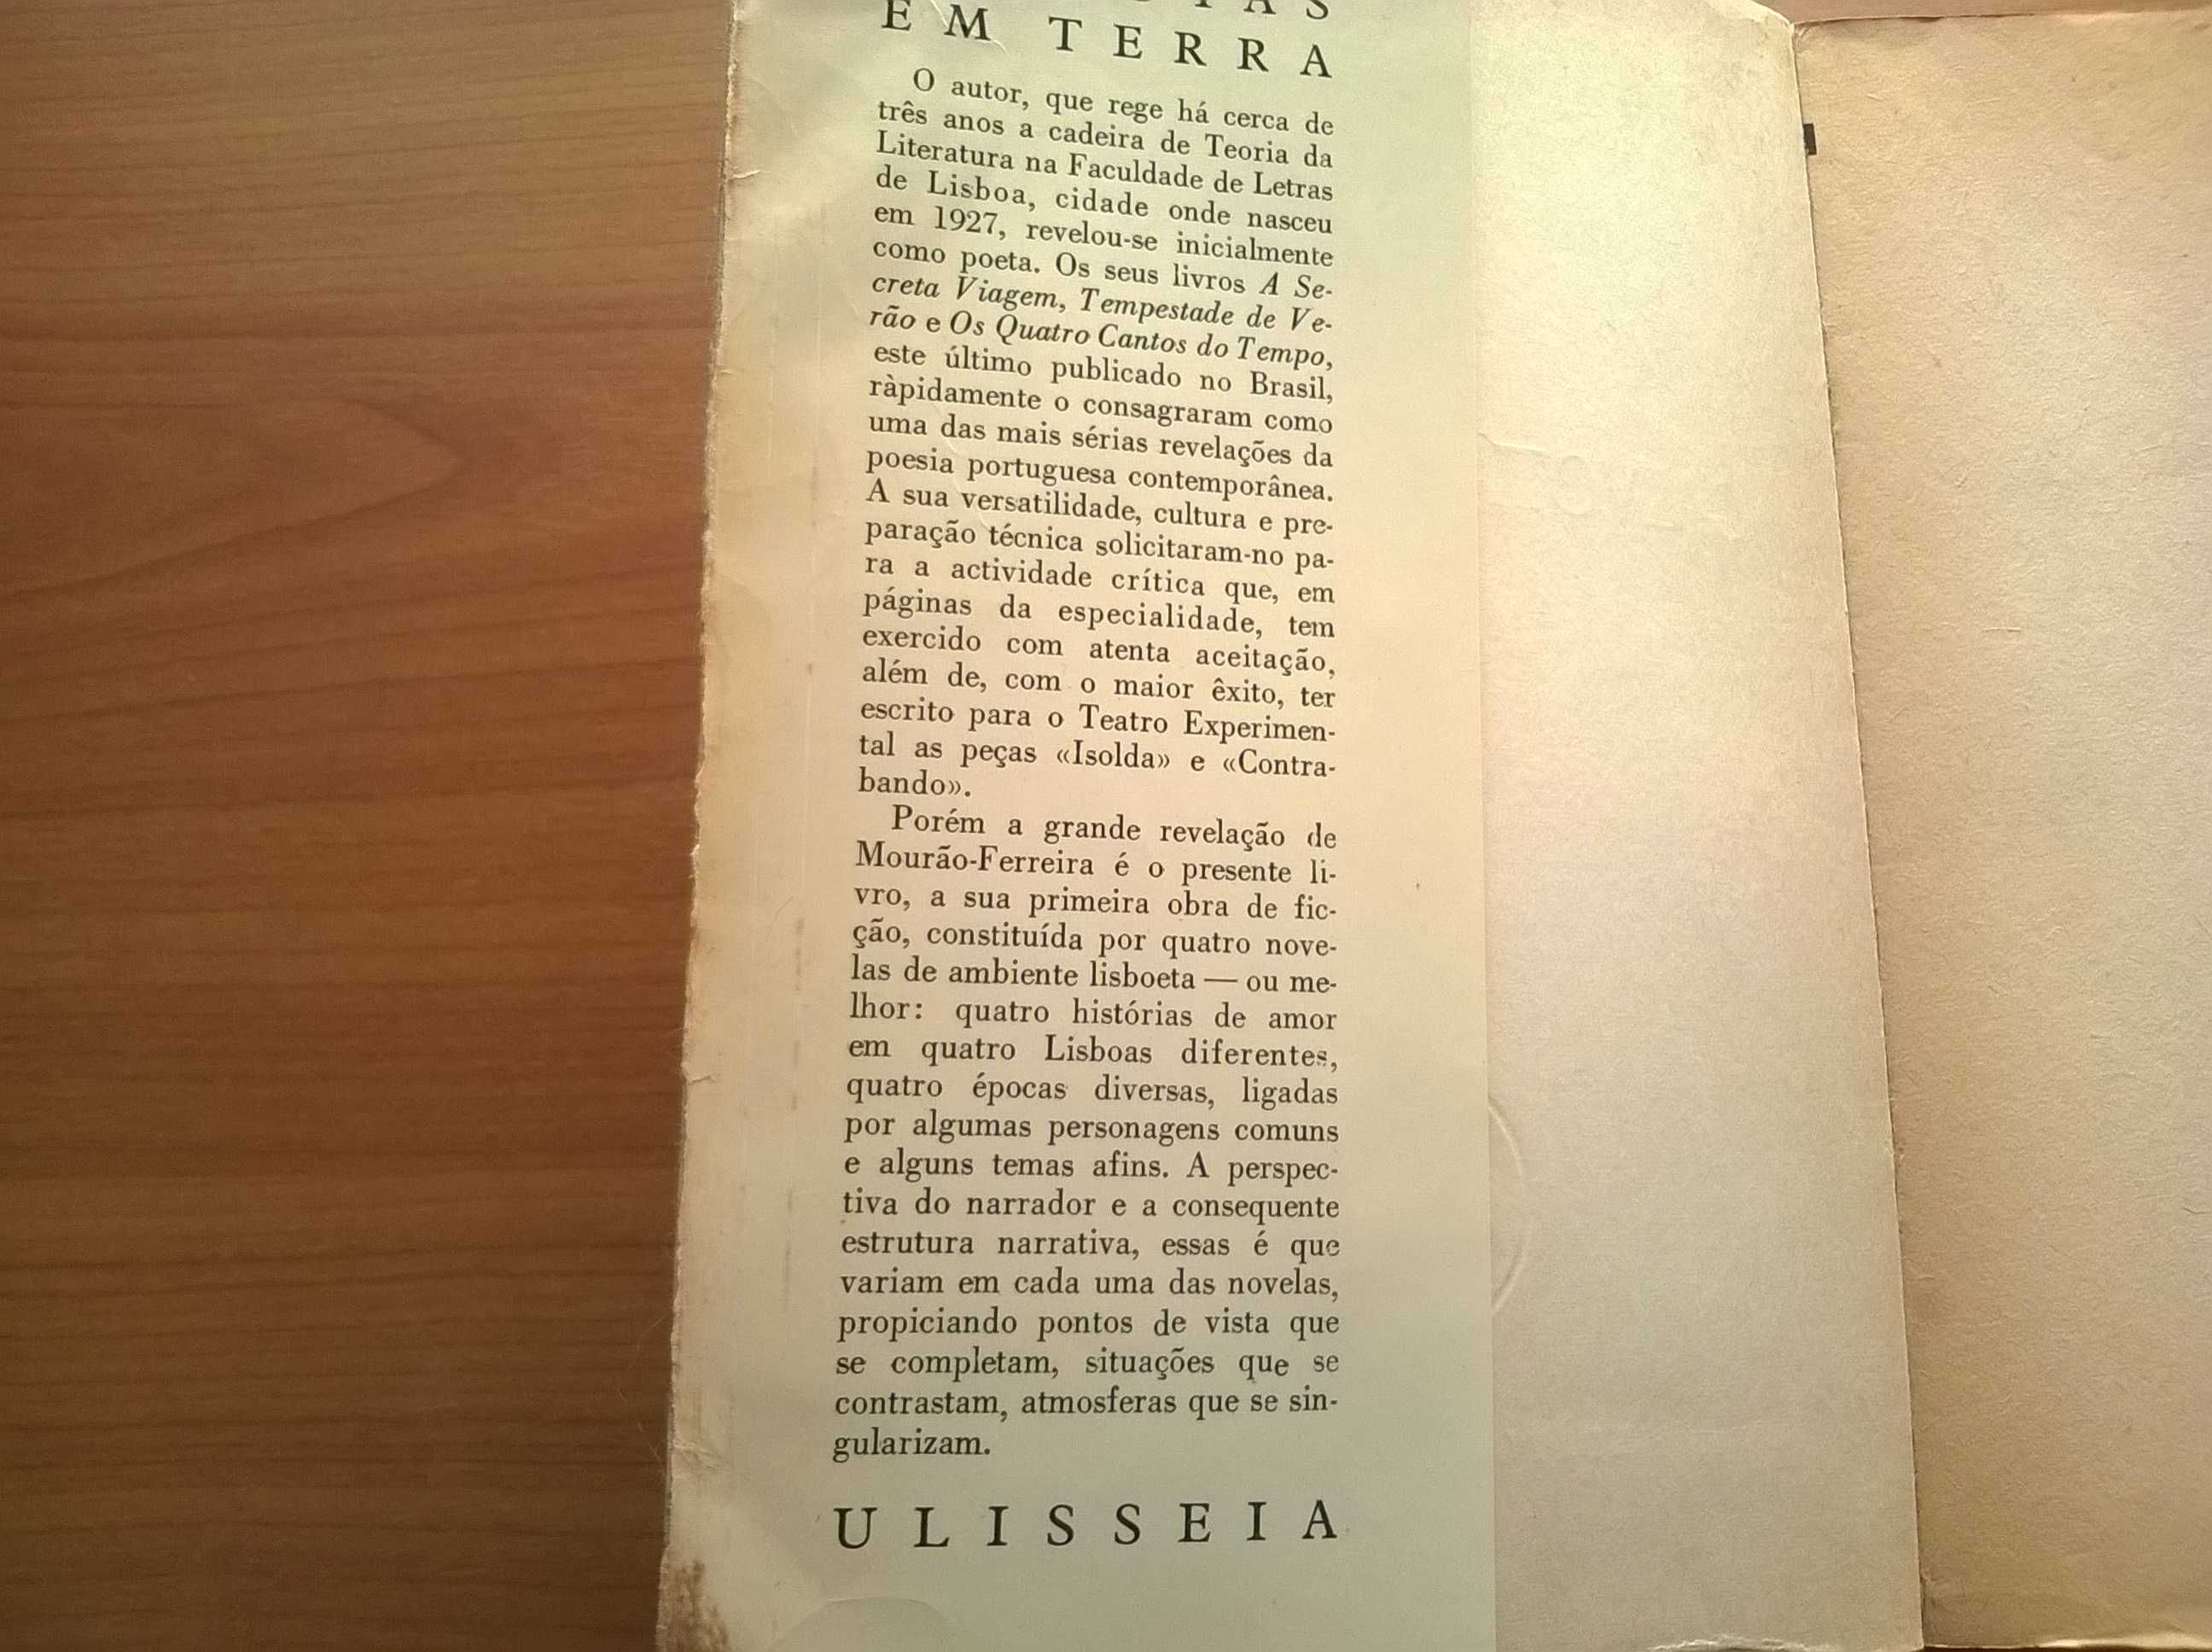 T A S
E M T E R R A
O autor, que rege há cerca de
três anos a cadeira de Teoria da
Literatura na Faculdade de Letras
de Lisboa, cidade onde nasceu
em 1927, revelou-se inicialmente
como poeta. Os seus livros A Se-
creta Viagem, Tempestade de Ve-
rão e Os Quatro Cantos do Tempo,
este último publicado no Brasil,
ràpidamente o consagraram como
uma das mais sérias revelações da
poesia portuguesa contemporânea.
A sua versatilidade, cultura e pre-
paração técnica solicitaram-no pa-
ra a actividade crítica que, em
páginas da especialidade, tem
exercido com atenta aceitação,
além de, com o maior êxito, ter
escrito para o Teatro Experimen-
tal as peças «Isolda» e «Contra-
bando».
Porém a grande revelação de
Mourão-Ferreira é o presente li-
vro, a sua primeira obra de fic-
ção, constituída por quatro nove-
las de ambiente lisboeta — ou me-
lhor: quatro histórias de amor
em quatro Lisboas diferentes,
quatro épocas diversas, ligadas
por algumas personagens comuns
e alguns temas afins. A perspec-
tiva do narrador e a consequente
estrutura narrativa, essas é que
variam em cada uma das novelas,
propiciando pontos de vista que
se completam, situações que se
contrastam, atmosferas que se sin-
gularizam.
U L I S S E I A